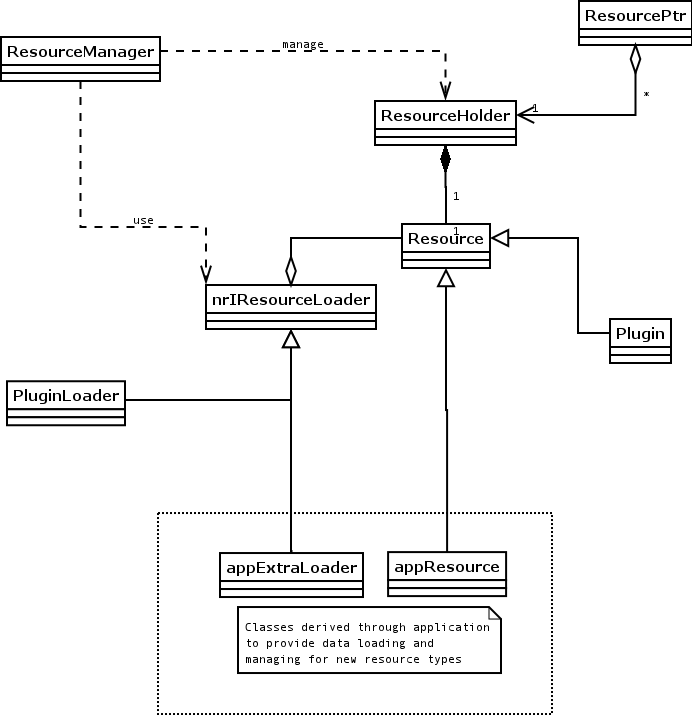 ResourcePtr
ResourceManager
manage
*
1
ResourceHolder
1
use
1
Resource
nrIResourceLoader
Plugin
PluginLoader
appExtraLoader
appResource
Classes derived through application
to provide data loading and
managing for new resource types